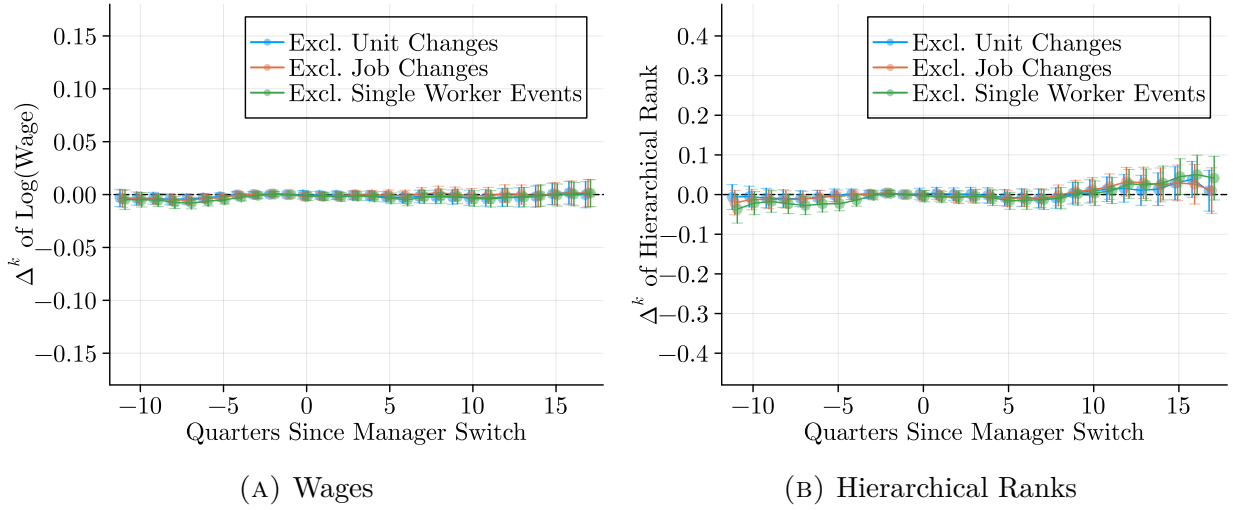 Excl. Unit Changes
Excl. Job Changes
Excl. Single Worker Events
Δ^k of Log(Wage)
0.15
0.10
0.05
0.00
−0.05
−0.10
−0.15
−10 −5 0 5 10 15
Quarters Since Manager Switch
(A) Wages
Excl. Unit Changes
Excl. Job Changes
Excl. Single Worker Events
Δ^k of Hierarchical Rank
0.4
0.3
0.2
0.1
0.0
−0.1
−0.2
−0.3
−0.4
−10 −5 0 5 10 15
Quarters Since Manager Switch
(B) Hierarchical Ranks